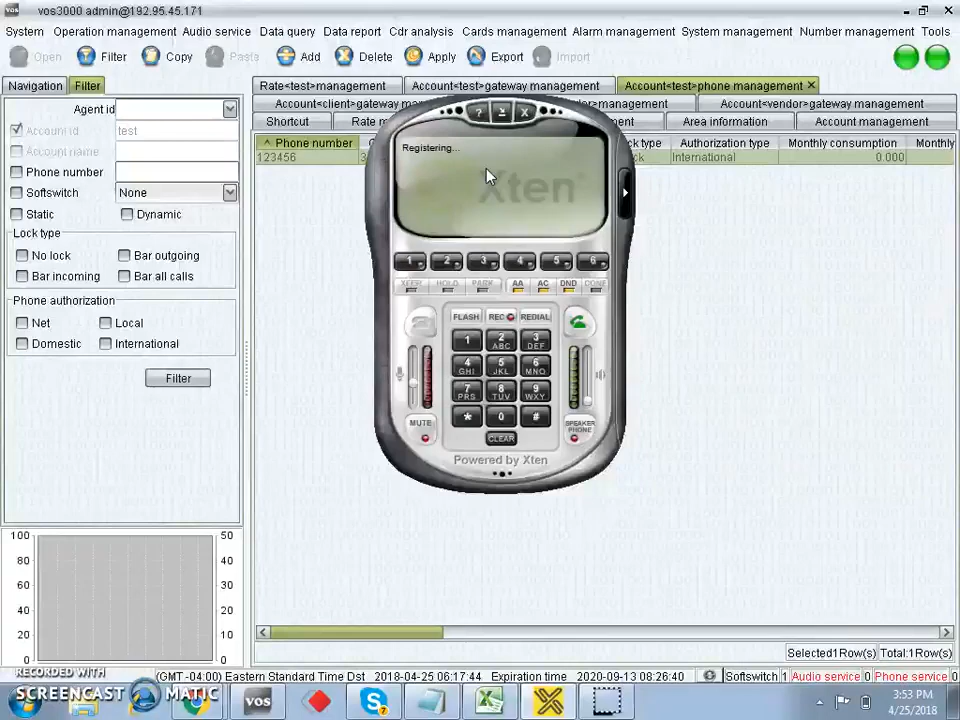 vos3000 admin@192.95.45.171
System Operation management Audio service Data query Data report Cdr analysis Cards management Alarm management System management Number management Tools
Open Filter Copy Pasta Add Delete Apply Export Import
Navigation Filter
Rate<test>management Account<test>gateway management Account<test>phone management
management Account<vendor>gateway management
Shortcut Area information Account management
Agent id
Account id test
Account name
Phone number
Softswitch None
Static Dynamic
Lock type
No lock Bar outgoing
Bar incoming Bar all calls
Phone authorization
Net Local
Domestic International
Filter
Phone number Authorization type Monthly consumption Monthly
123456 International 0.000
Registering...
Xten
1 2 3 4 5 6
XFER HOLD PARK AA AC DND CONF
FLASH REC REDIAL
1 2 ABC 3 DEF
4 GHI 5 JKL 6 MNO
7 PRS 8 TUV 9 WXY
* 0 #
MUTE CLEAR SPEAKER PHONE
Powered by Xten
100 50
80 40
60 30
40 20
20 10
0 0
Selected1Row(s) Total:1Row(s)
(GMT -04:00) Eastern Standard Time Dst 2018-04-25 06:17:44 Expiration time 2020-09-13 08:26:40 Softswitch 1 Audio service 0 Phone service 0
RECORDED WITH
SCREENCAST MATIC
vos
3:53 PM
4/25/2018